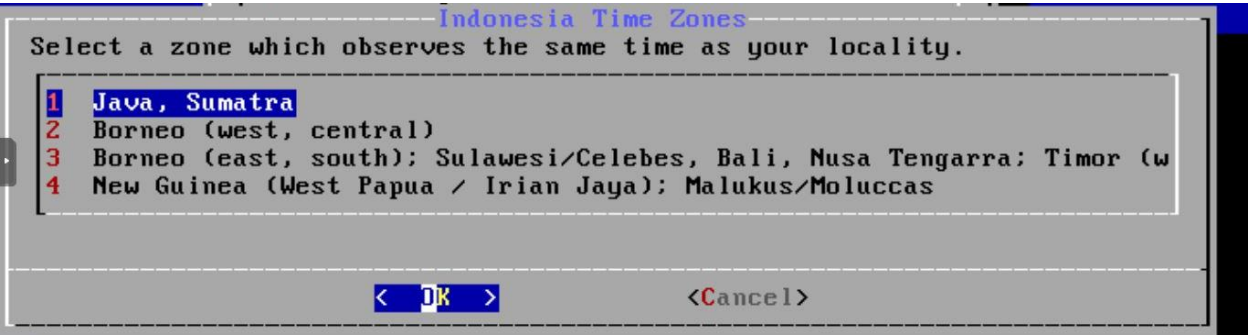 Indonesia Time Zones
Select a zone which observes the same time as your locality.
1 Java, Sumatra
2 Borneo (west, central)
3 Borneo (east, south); Sulawesi/Celebes, Bali, Nusa Tengarra; Timor (w
4 New Guinea (West Papua / Irian Jaya); Malukus/Moluccas
< OK > <Cancel>